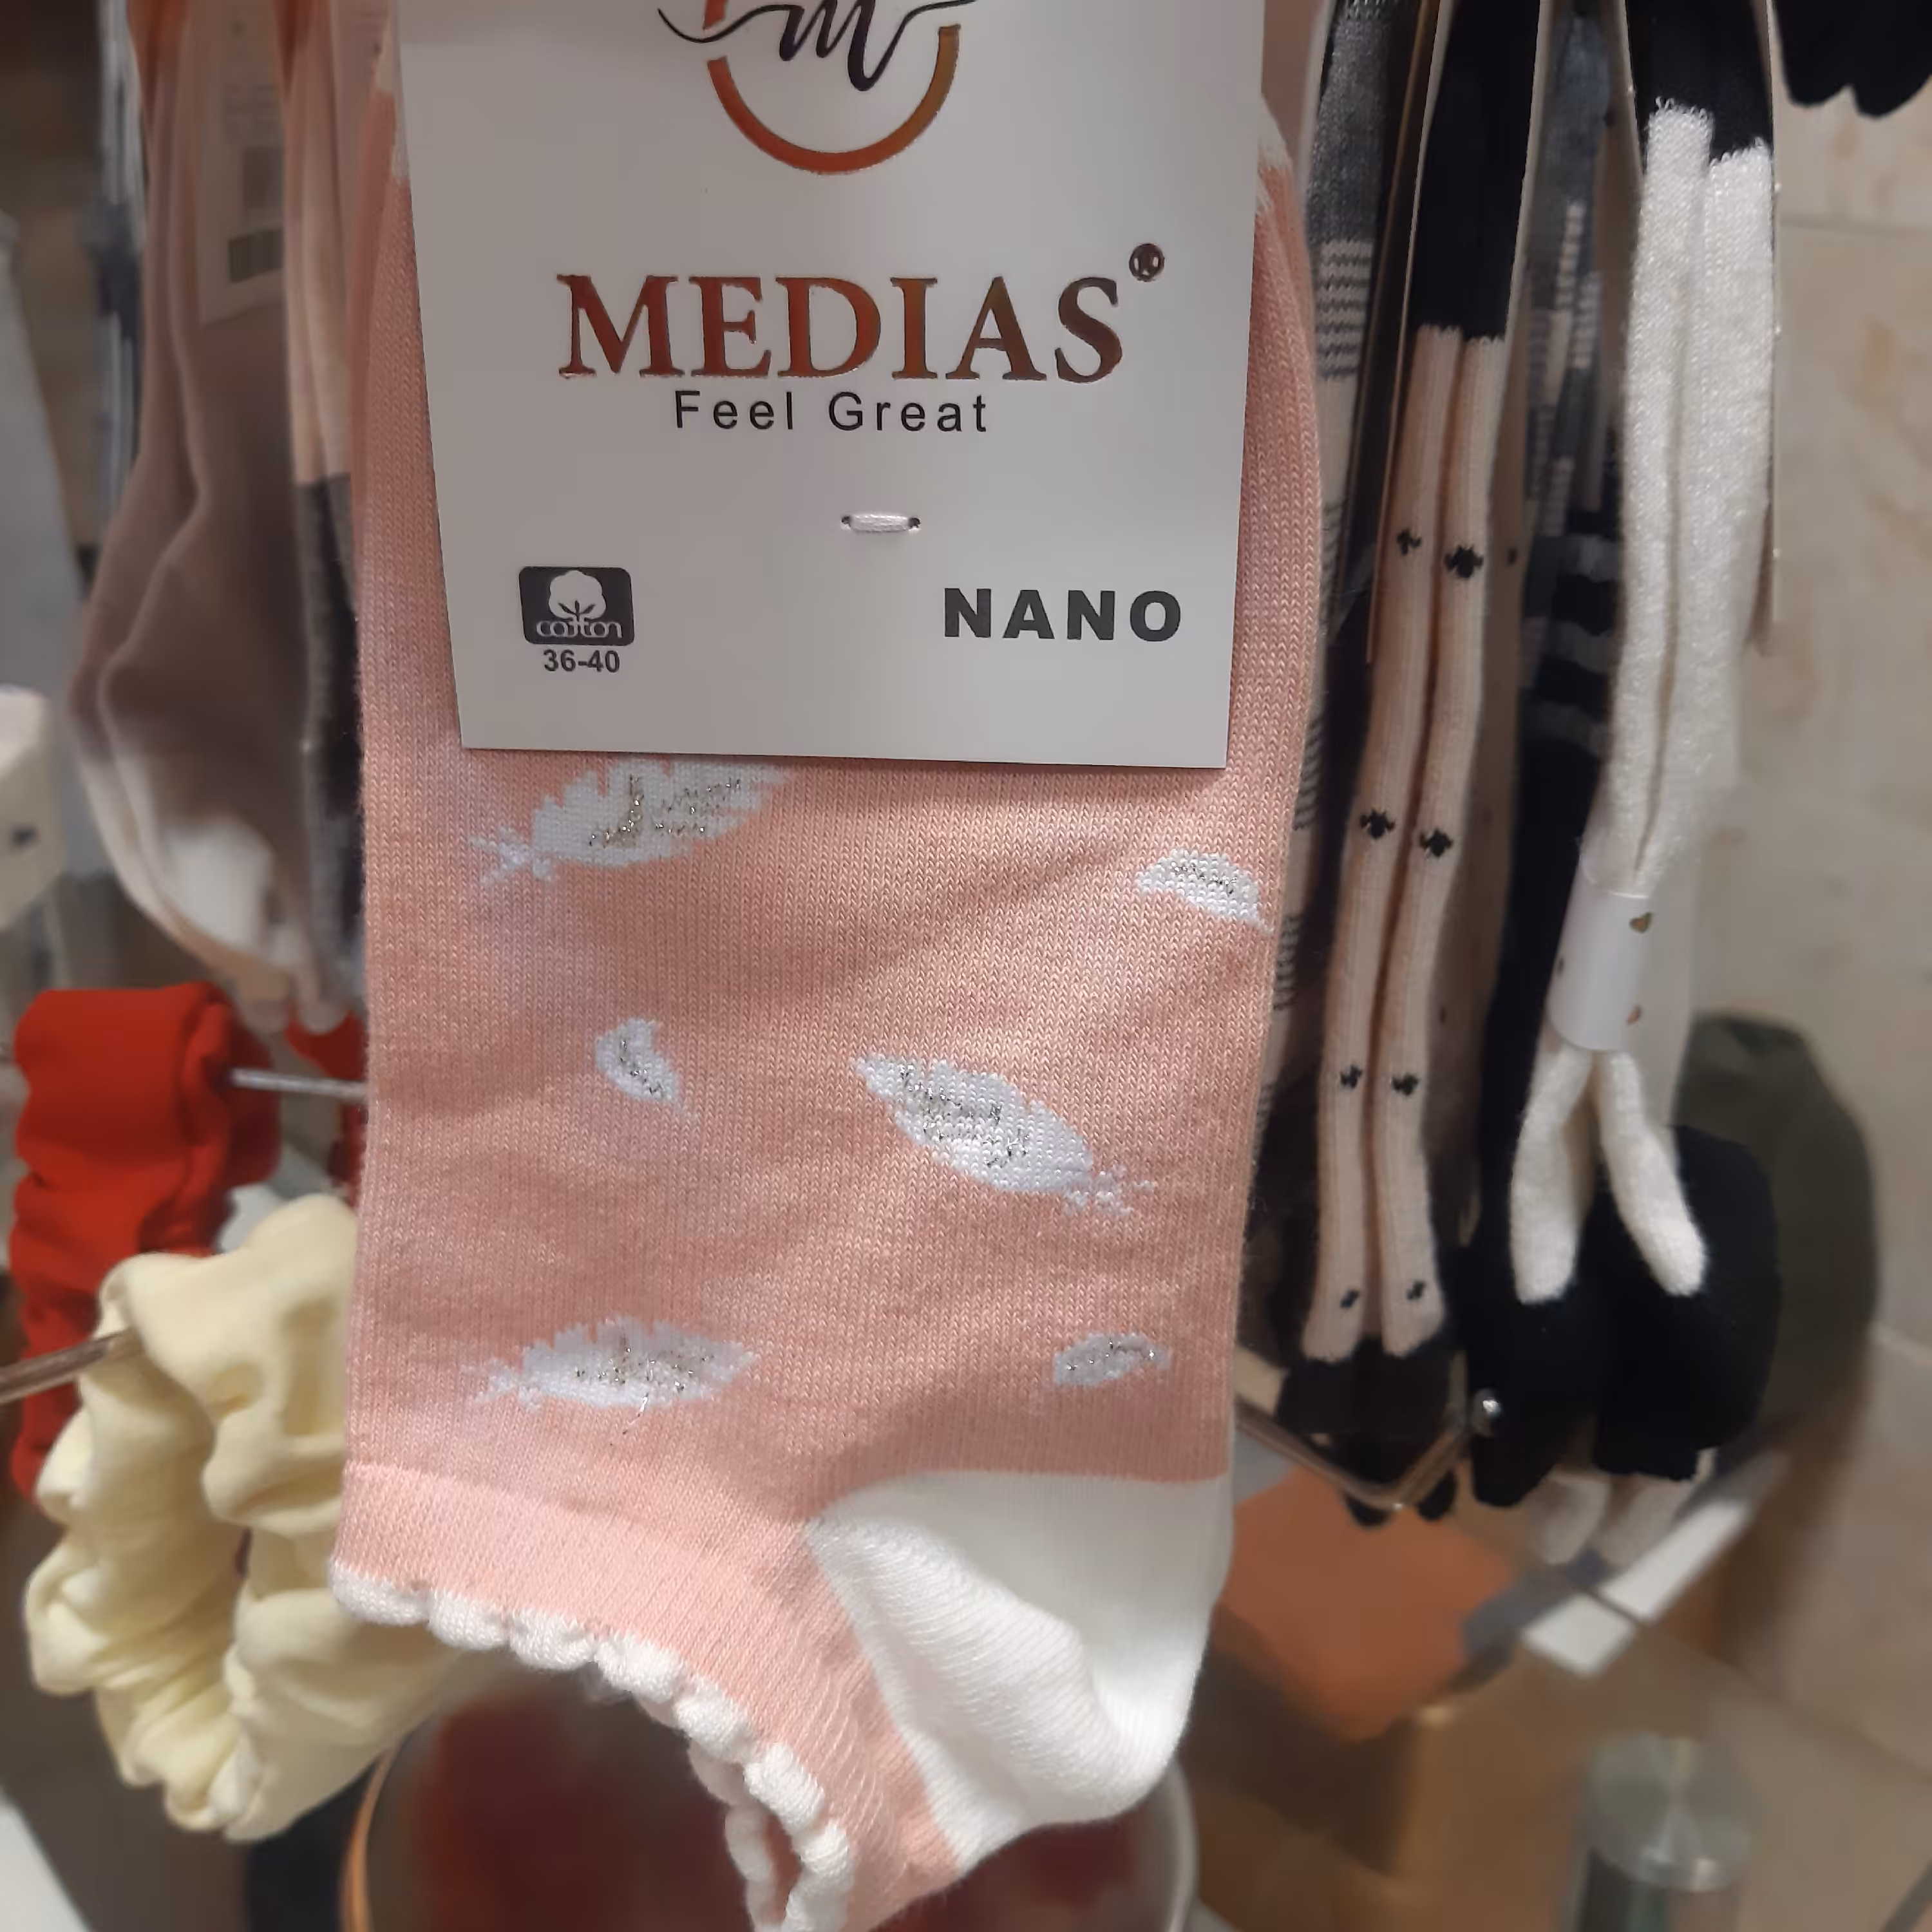 m
MEDIAS®
Feel Great
cotton
36-40
NANO